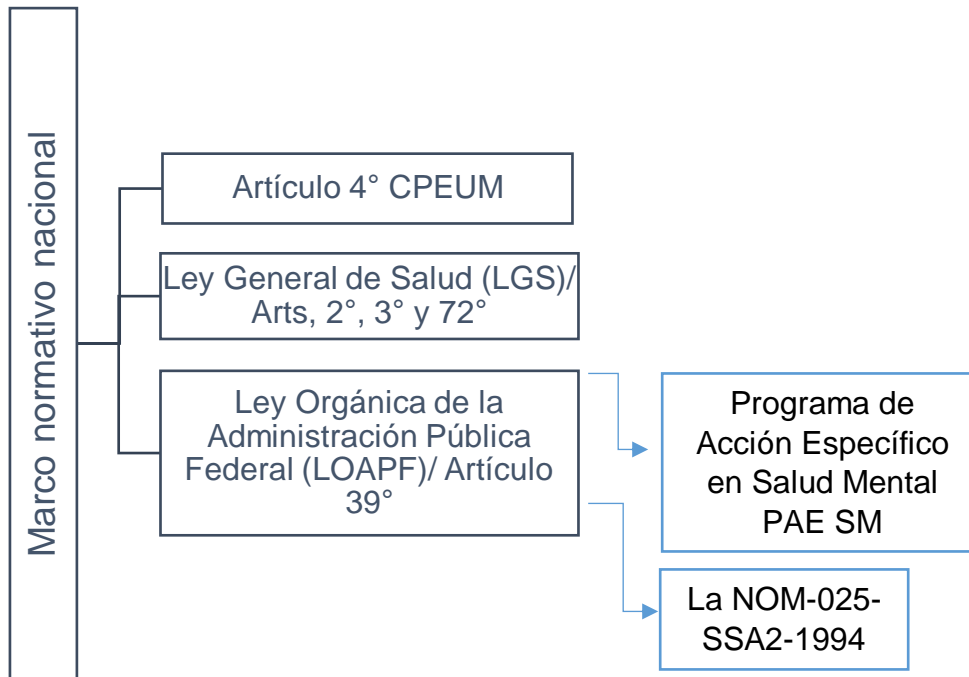 Marco normativo nacional
Artículo 4° CPEUM
Ley General de Salud (LGS)/
Arts, 2°, 3° y 72°
Ley Orgánica de la
Administración Pública
Federal (LOAPF)/ Artículo
39°
Programa de
Acción Específico
en Salud Mental
PAE SM
La NOM-025-
SSA2-1994